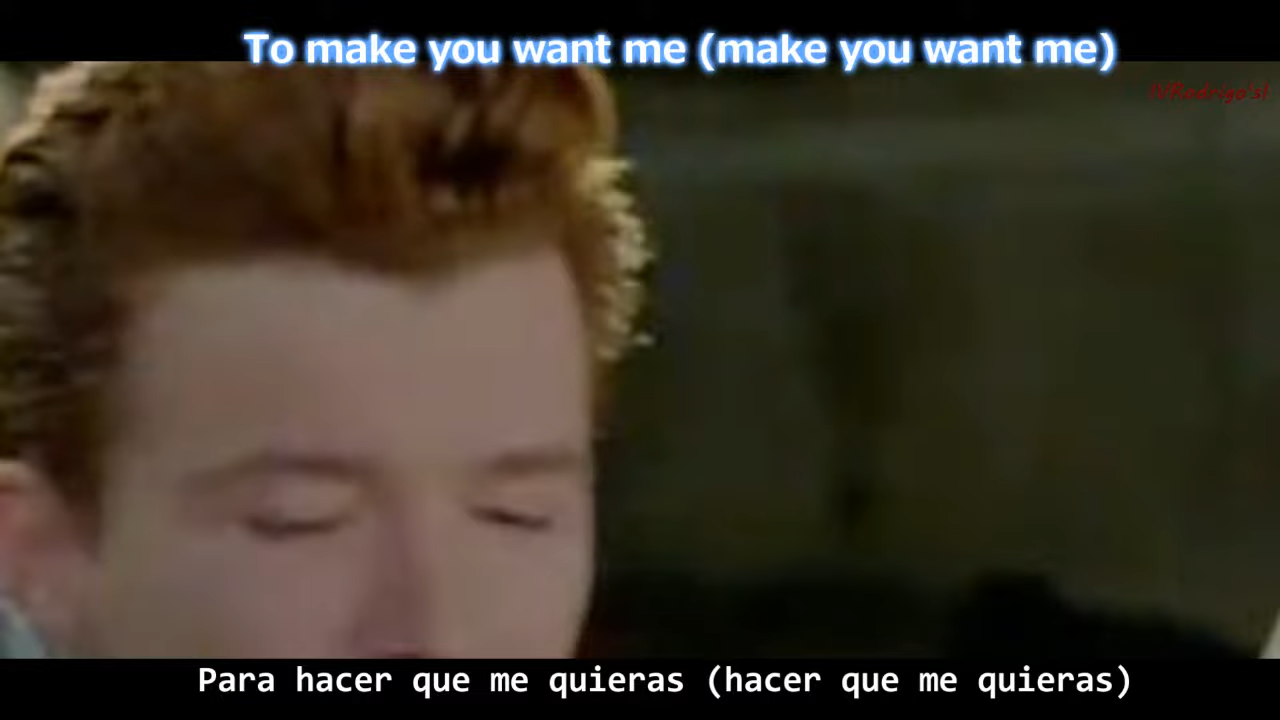 To make you want me (make you want me)
Para hacer que me quieras (hacer que me quieras)